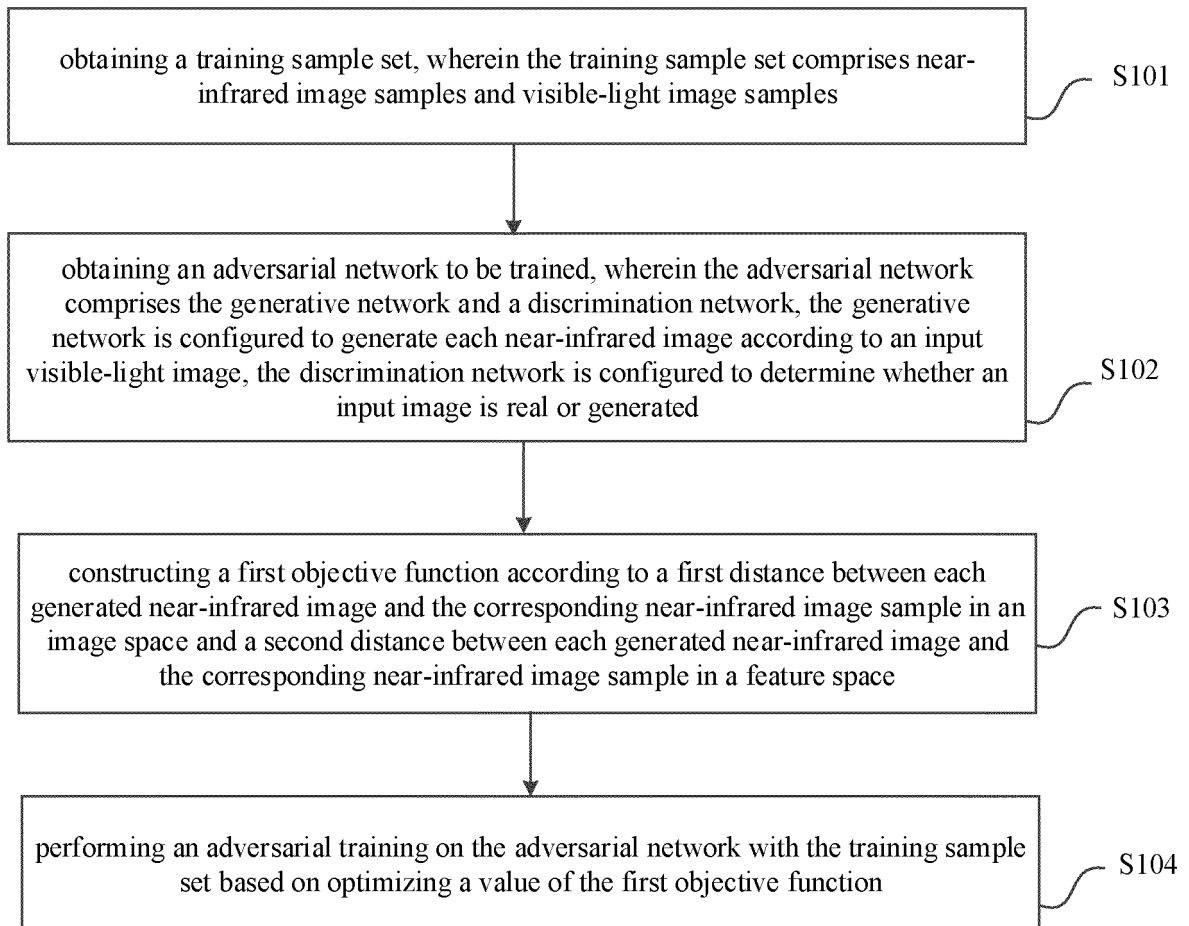 obtaining a training sample set, wherein the training sample set comprises near-
infrared image samples and visible-light image samples
S101
obtaining an adversarial network to be trained, wherein the adversarial network
comprises the generative network and a discrimination network, the generative
network is configured to generate each near-infrared image according to an input
visible-light image, the discrimination network is configured to determine whether an
input image is real or generated
S102
constructing a first objective function according to a first distance between each
generated near-infrared image and the corresponding near-infrared image sample in an
image space and a second distance between each generated near-infrared image and
the corresponding near-infrared image sample in a feature space
S103
performing an adversarial training on the adversarial network with the training sample
set based on optimizing a value of the first objective function
S104